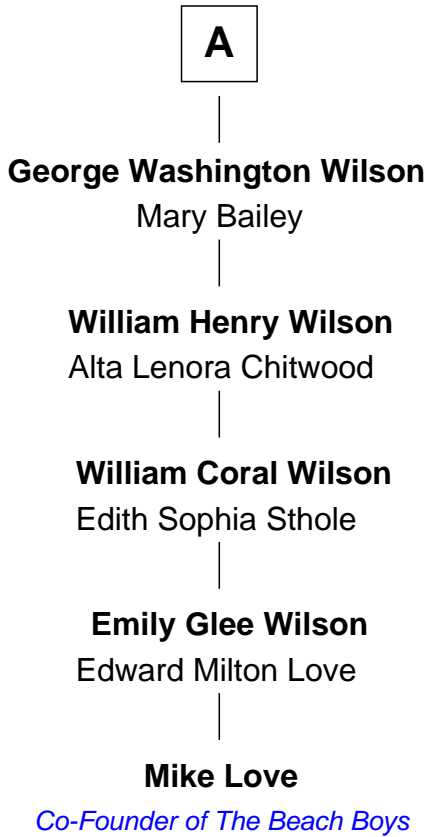 A
George Washington Wilson
Mary Bailey
William Henry Wilson
Alta Lenora Chitwood
William Coral Wilson
Edith Sophia Sthole
Emily Glee Wilson
Edward Milton Love
Mike Love
Co-Founder of The Beach Boys